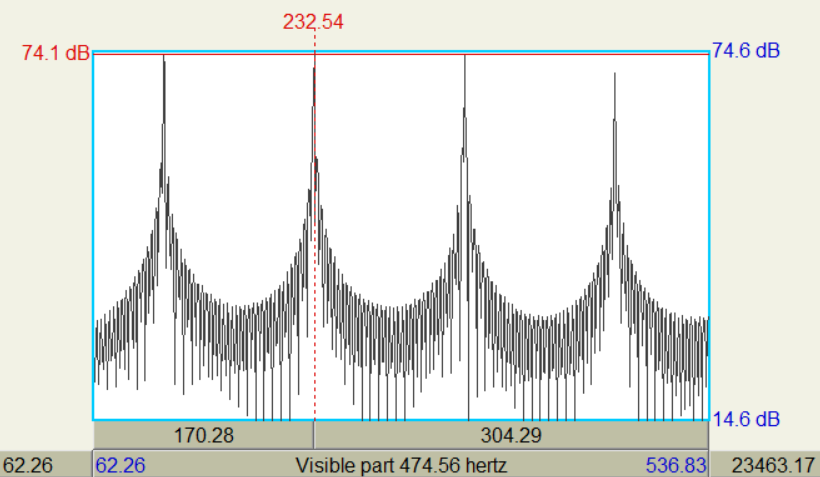 232.54
74.1 dB 74.6 dB
14.6 dB
170.28 304.29
62.26 62.26 Visible part 474.56 hertz 536.83 23463.17